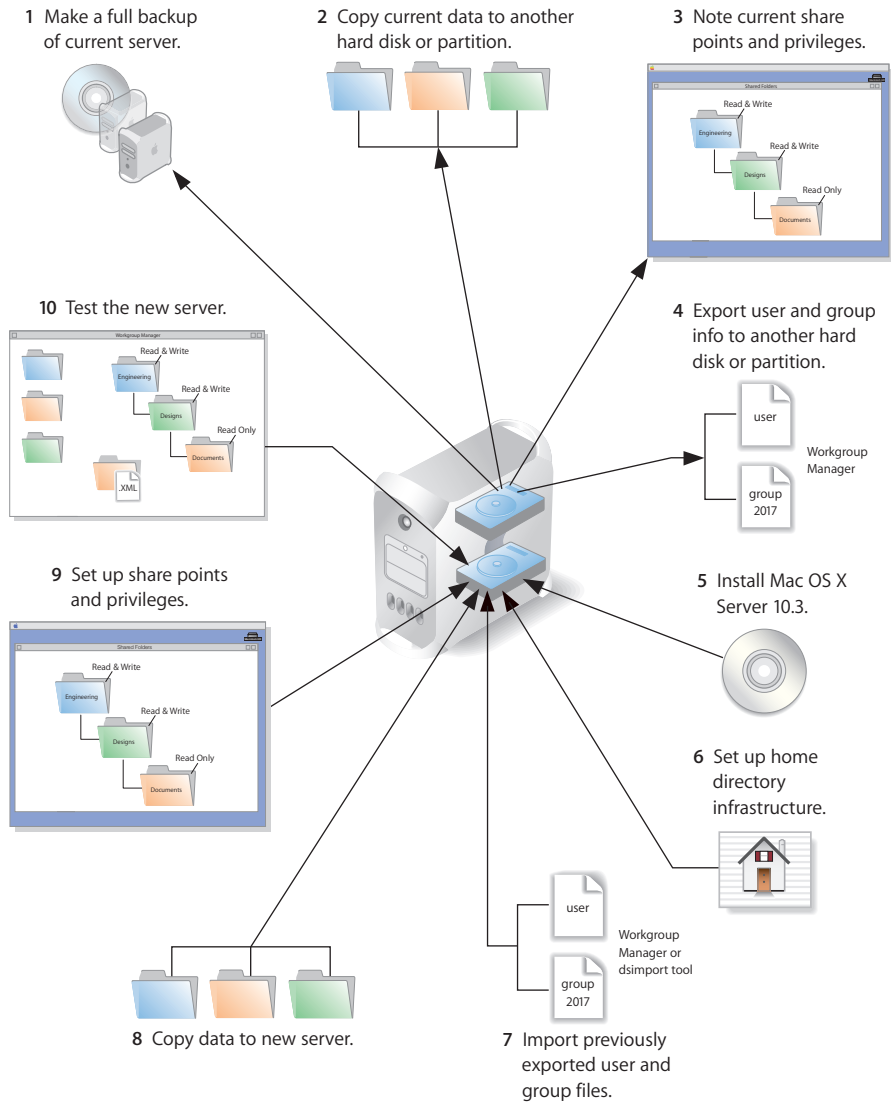 1 Make a full backup
of current server.
2 Copy current data to another
hard disk or partition.
3 Note current share
points and privileges.
Shared Folders
Read & Write
Engineering
Read & Write
Designs
Read Only
Documents
10 Test the new server.
Workgroup Manager
Read & Write
Engineering
Read & Write
Designs
Read Only
Documents
.XML
4 Export user and group
info to another hard
disk or partition.
user
group
2017
Workgroup
Manager
5 Install Mac OS X
Server 10.3.
9 Set up share points
and privileges.
Shared Folders
Read & Write
Engineering
Read & Write
Designs
Read Only
Documents
6 Set up home
directory
infrastructure.
user
group
2017
Workgroup
Manager or
dsimport tool
8 Copy data to new server.
7 Import previously
exported user and
group files.